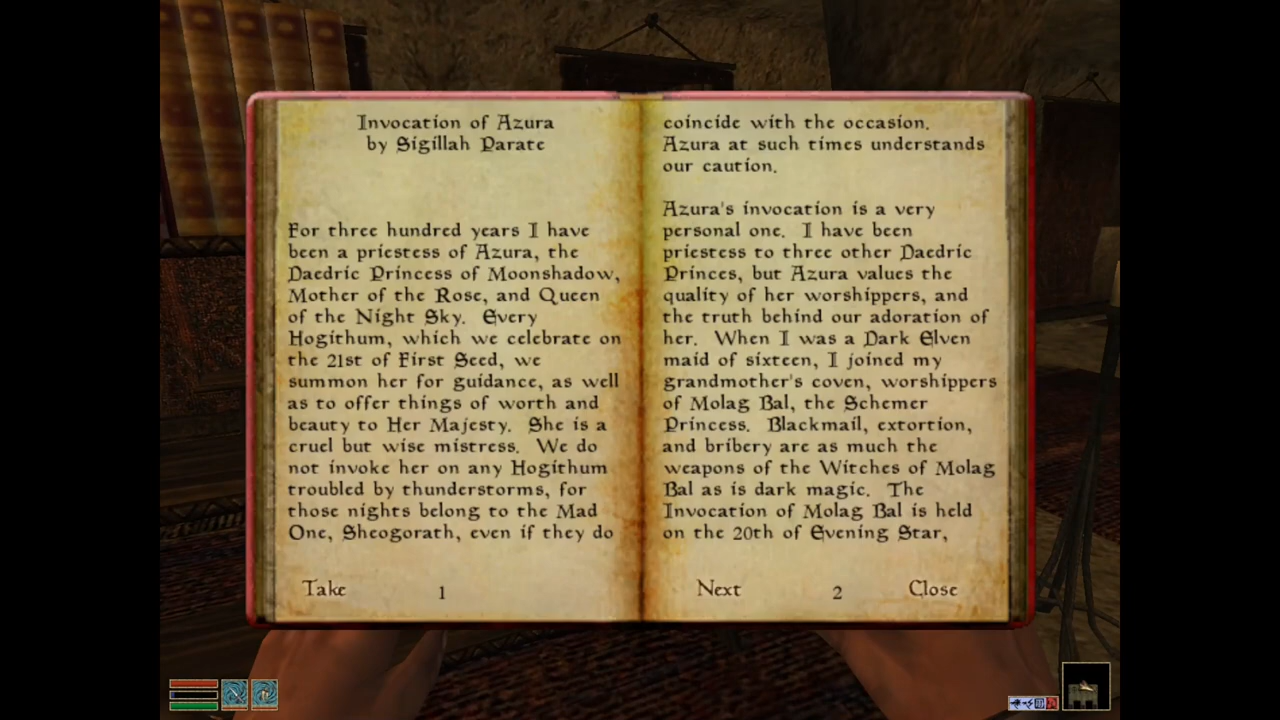 Invocation of Azura
by Sigillah Parate
For three hundred years I have
been a priestess of Azura, the
Daedric Princess of Moonshadow,
Mother of the Rose, and Queen
of the Night Sky. Every
Hogithum, which we celebrate on
the 21st of First Seed, we
summon her for guidance, as well
as to offer things of worth and
beauty to Her Majesty. She is a
cruel but wise mistress. We do
not invoke her on any Hogithum
troubled by thunderstorms, for
those nights belong to the Mad
One, Sheogorath, even if they do
coincide with the occasion.
Azura at such times understands
our caution.
Azura's invocation is a very
personal one. I have been
priestess to three other Daedric
Princes, but Azura values the
quality of her worshippers, and
the truth behind our adoration of
her. When I was a Dark Elven
maid of sixteen, I joined my
grandmother's coven, worshippers
of Molag Bal, the Schemer
Princess. Blackmail, extortion,
and bribery are as much the
weapons of the Witches of Molag
Bal as is dark magic. The
Invocation of Molag Bal is held
on the 20th of Evening Star,
Take 1 Next 2 Close